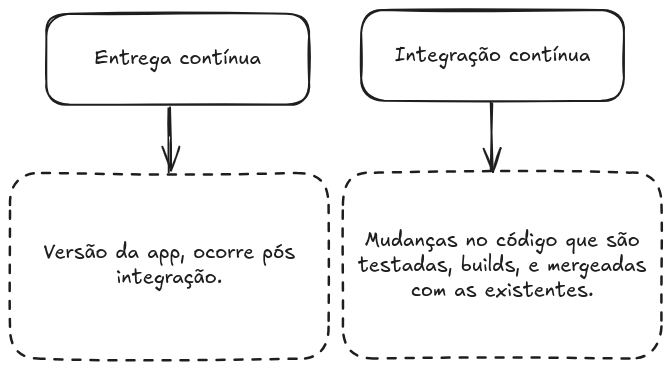 Entrega contínua
Integração contínua
Versão da app, ocorre pós
integração.
Mudanças no código que são
testadas, builds, e mergeadas
com as existentes.